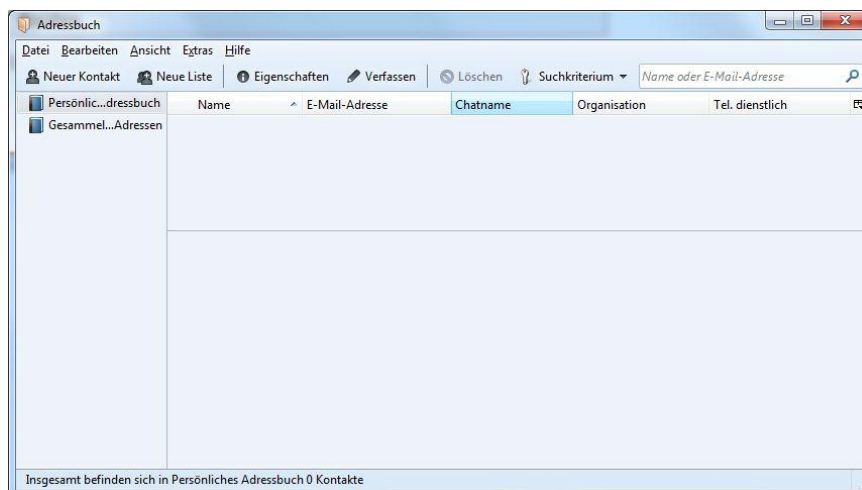 Adressbuch
Datei Bearbeiten Ansicht Extras Hilfe
Neuer Kontakt Neue Liste Eigenschaften Verfassen Löschen Suchkriterium Name oder E-Mail-Adresse
Persönlic...dressbuch Name E-Mail-Adresse Chatname Organisation Tel. dienstlich
Gesammel...Adressen
Insgesamt befinden sich in Persönliches Adressbuch 0 Kontakte